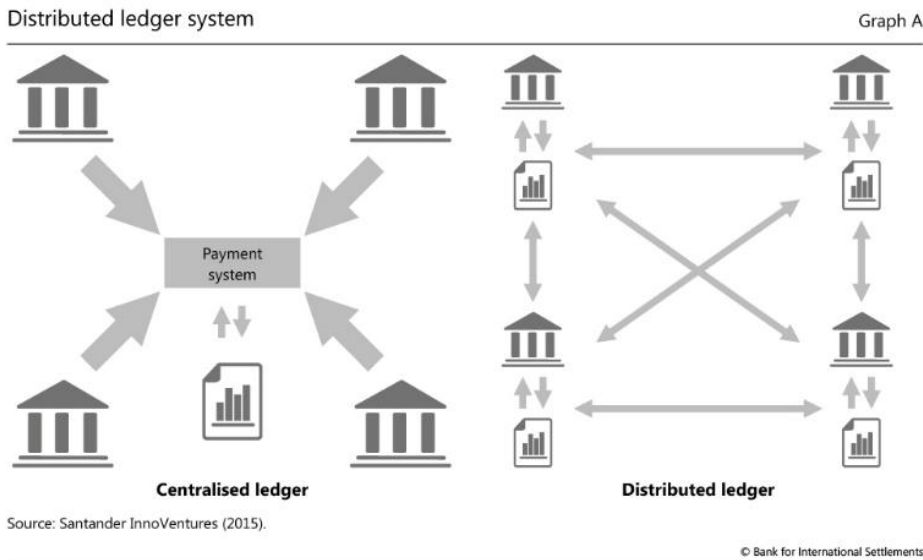 Distributed ledger system
Graph A
Payment
system
Centralised ledger
Distributed ledger
Source: Santander InnoVentures (2015).
© Bank for International Settlements